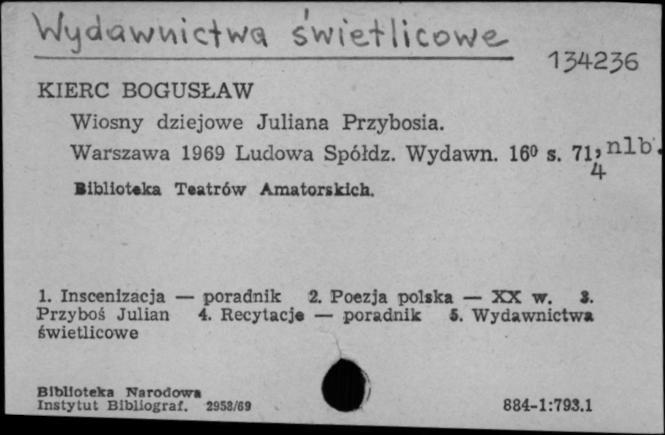 Wydawnictwa świetlicowe
134236
KIERC BOGUSŁAW
Wiosny dziejowe Juliana Przybosia.
Warszawa 1969 Ludowa Spółdz. Wydawn. 16⁰ s. 71, nlb.
4
Biblioteka Teatrów Amatorskich.
1. Inscenizacja — poradnik 2. Poezja polska — XX w. 3.
Przyboś Julian 4. Recytacje — poradnik 5. Wydawnictwa
świetlicowe
Biblioteka Narodowa
Instytut Bibliograf. 2958/69
884-1:793.1